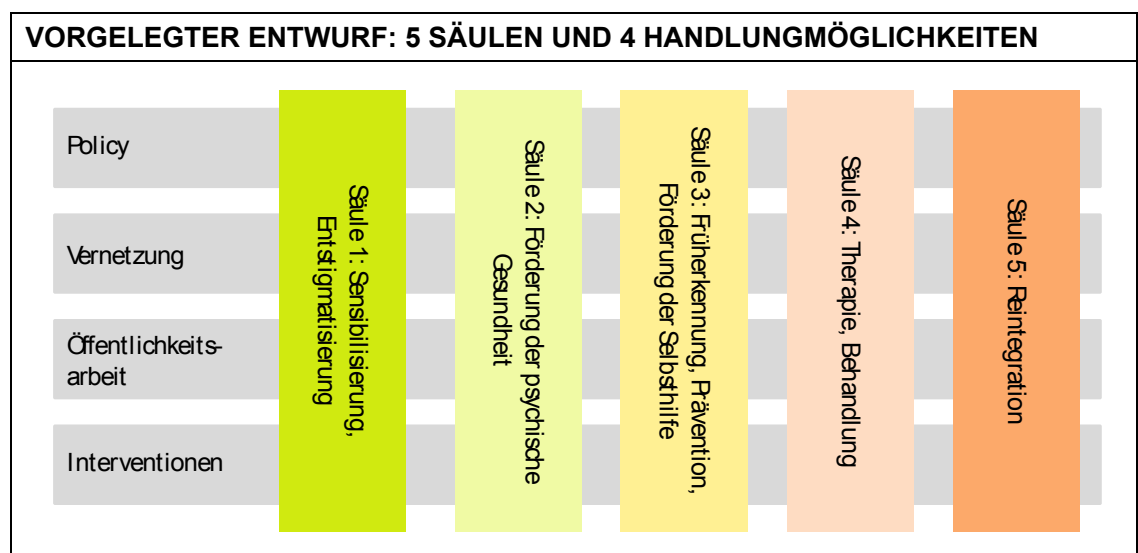 VORGELEGTER ENTWURF: 5 SÄULEN UND 4 HANDLUNGMÖGLICHKEITEN
Policy
Vernetzung
Öffentlichkeits-
arbeit
Interventionen
Säule 1: Sensibilisierung,
Entstigmatisierung
Säule 2: Förderung der psychische
Gesundheit
Säule 3: Früherkennung, Prävention,
Förderung der Selbsthilfe
Säule 4: Therapie, Behandlung
Säule 5: Reintegration